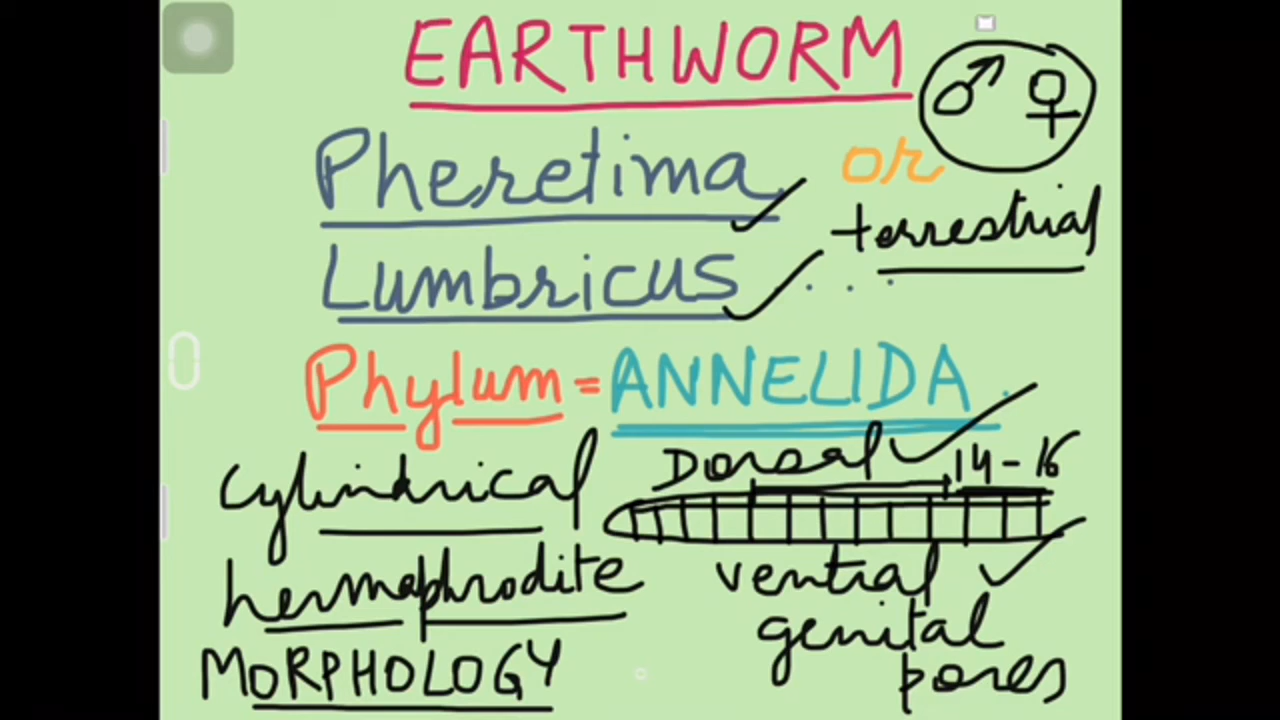 EARTHWORM
♂ ♀
Pheretima or
terrestrial
Lumbricus
Phylum = ANNELIDA
Cylindrical
Dorsal 14-16
hermaphrodite
ventral
genital
pores
MORPHOLOGY